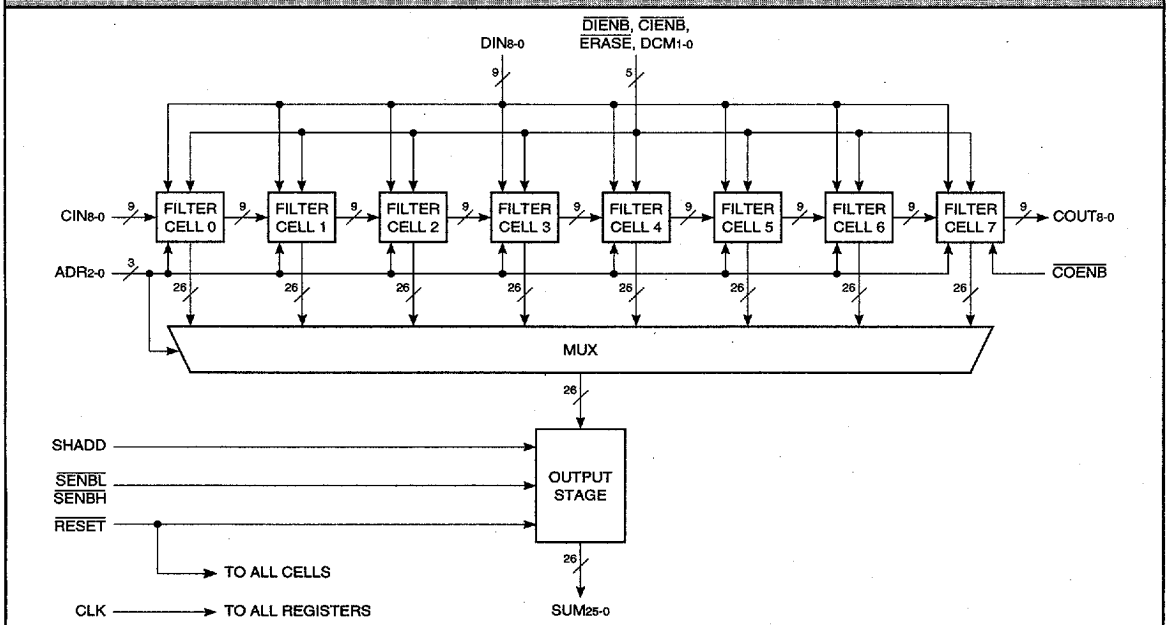 DIENB, CIENB,
ERASE, DCM1-0
DIN8-0
9
5
CIN8-0
9
FILTER CELL 0
9
FILTER CELL 1
9
FILTER CELL 2
9
FILTER CELL 3
9
FILTER CELL 4
9
FILTER CELL 5
9
FILTER CELL 6
9
FILTER CELL 7
9
COUT8-0
ADR2-0
3
COENB
26
26
26
26
26
26
26
26
MUX
26
SHADD
SENBL
SENBH
RESET
OUTPUT
STAGE
TO ALL CELLS
26
CLK
TO ALL REGISTERS
SUM25-0